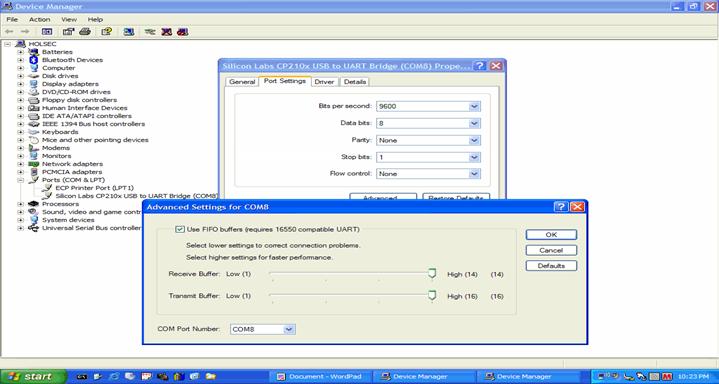 Device Manager
File Action View Help
HOLSEC
Batteries
Bluetooth Devices
Computer
Disk drives
Display adapters
DVD/CD-ROM drives
Floppy disk controllers
Human Interface Devices
IDE ATA/ATAPI controllers
IEEE 1394 Bus host controllers
Keyboards
Mice and other pointing devices
Modems
Monitors
Network adapters
PCMCIA adapters
Ports (COM & LPT)
ECP Printer Port (LPT1)
Silicon Labs CP210x USB to UART Bridge (COM8)
Processors
Sound, video and game contr
System devices
Universal Serial Bus controller
Silicon Labs CP210x USB to UART Bridge (COM8) Prope...
General Port Settings Driver Details
Bits per second: 9600
Data bits: 8
Parity: None
Stop bits: 1
Flow control: None
Advanced Restore Defaults
Advanced Settings for COM8
Use FIFO buffers (requires 16550 compatible UART)
Select lower settings to correct connection problems.
Select higher settings for faster performance.
Receive Buffer: Low (1) High (14) (14)
Transmit Buffer: Low (1) High (16) (16)
COM Port Number: COM8
OK
Cancel
Defaults
start Document - WordPad Device Manager Device Manager 10:23 PM